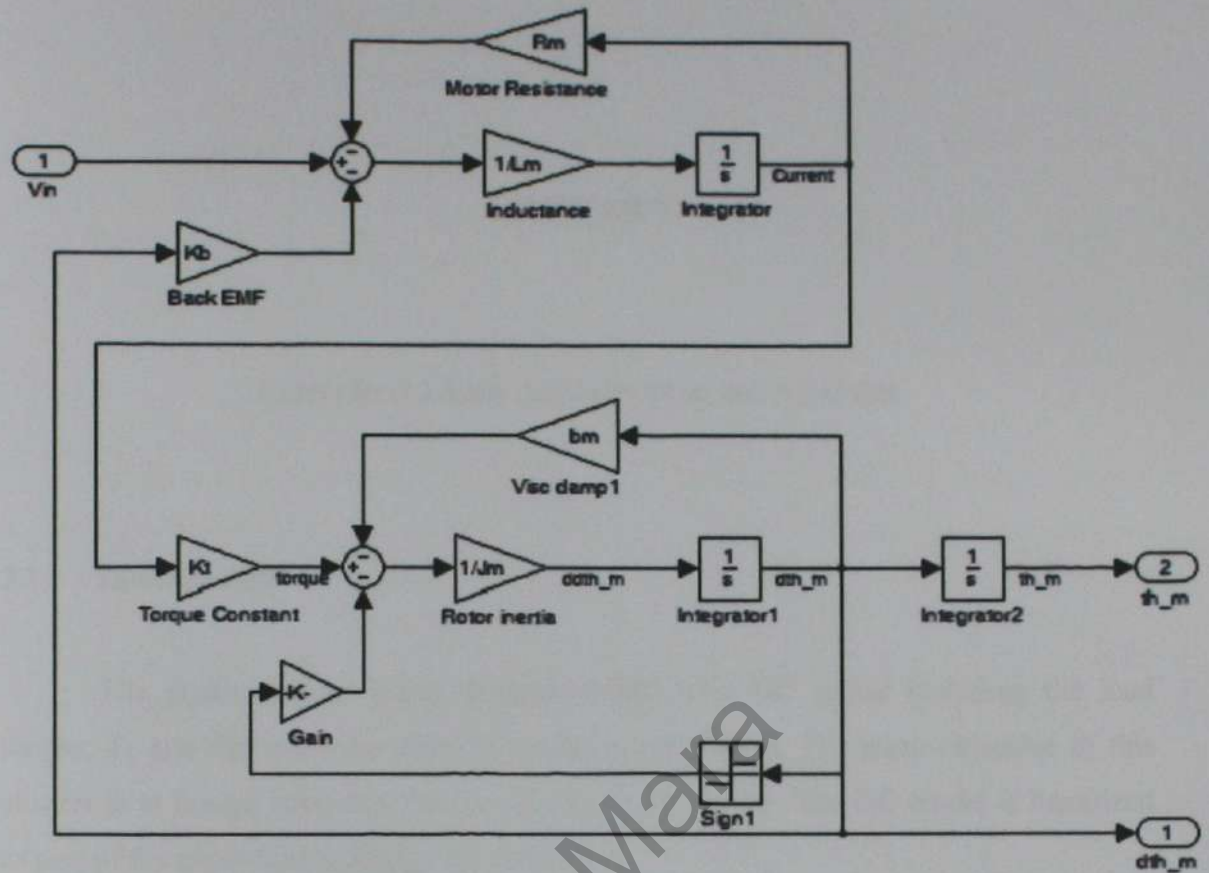 Rm
Motor Resistance
1
Vin
+
-
-
1/Lm
Inductance
1
s
Integrator
Current
Kb
Back EMF
bm
Visc damp1
Kt
Torque Constant
torque
+
-
-
1/Jm
Rotor inertia
ddth_m
1
s
Integrator1
dth_m
1
s
Integrator2
th_m
2
th_m
-K-
Gain
Sign1
1
dth_m
Mara